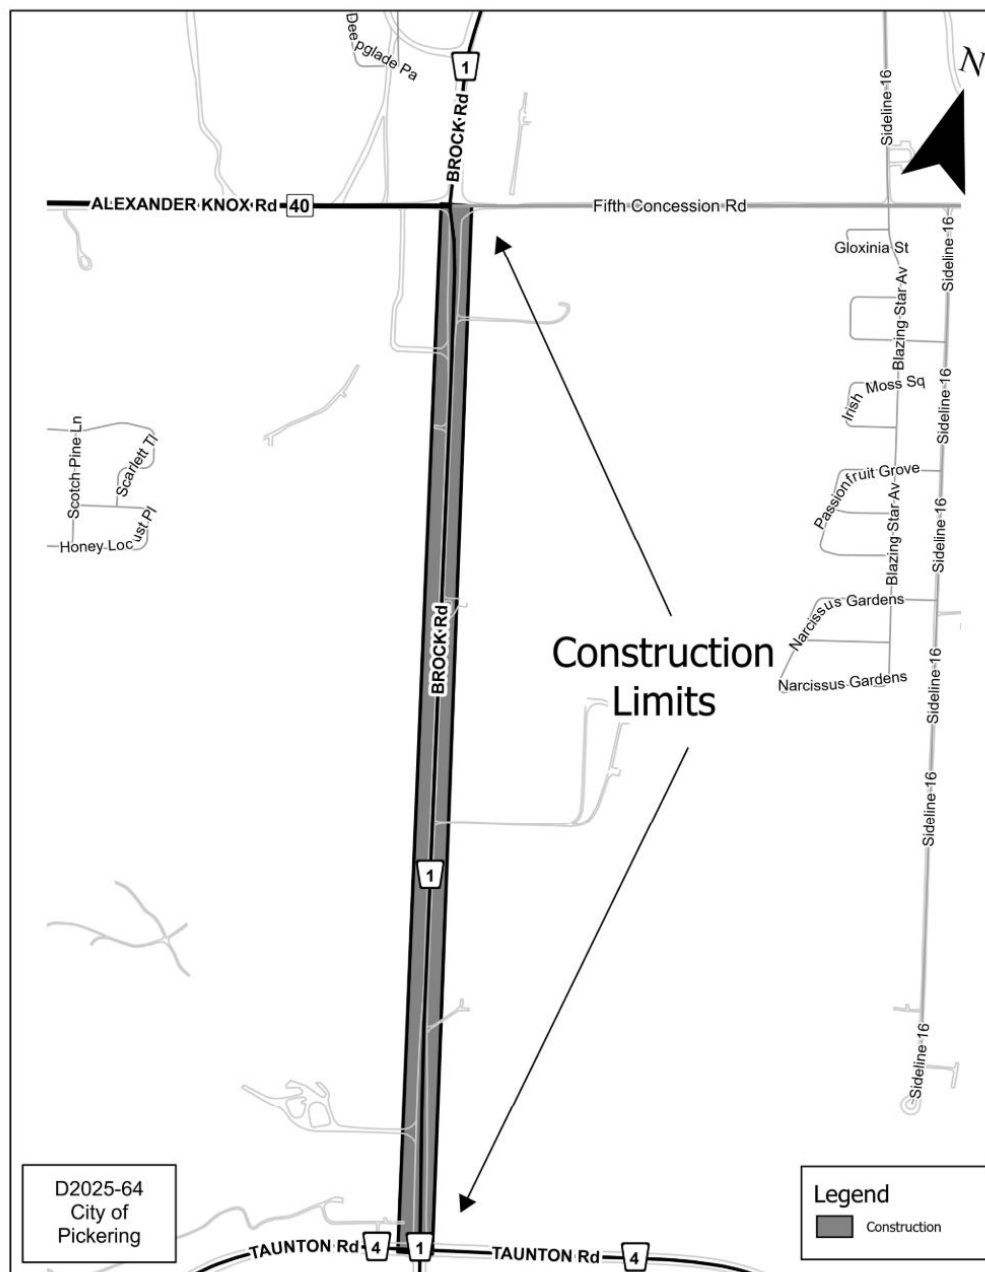 Deepglade Pa
1
BROCK Rd
Sideline 16
N
ALEXANDER KNOX Rd 40
Fifth Concession Rd
Gloxinia St
Sideline 16
Blazing Star Av
Irish Moss Sq
Sideline 16
Scotch Pine Ln
Scarlett Tl
Honey Locust Pl
Passionfruit Grove
Blazing Star Av
Sideline 16
Narcissus Gardens
BROCK Rd
Construction
Limits
Narcissus Gardens
Sideline 16
Sideline 16
1
Sideline 16
D2025-64
City of
Pickering
Legend
Construction
TAUNTON Rd 4
1
TAUNTON Rd 4